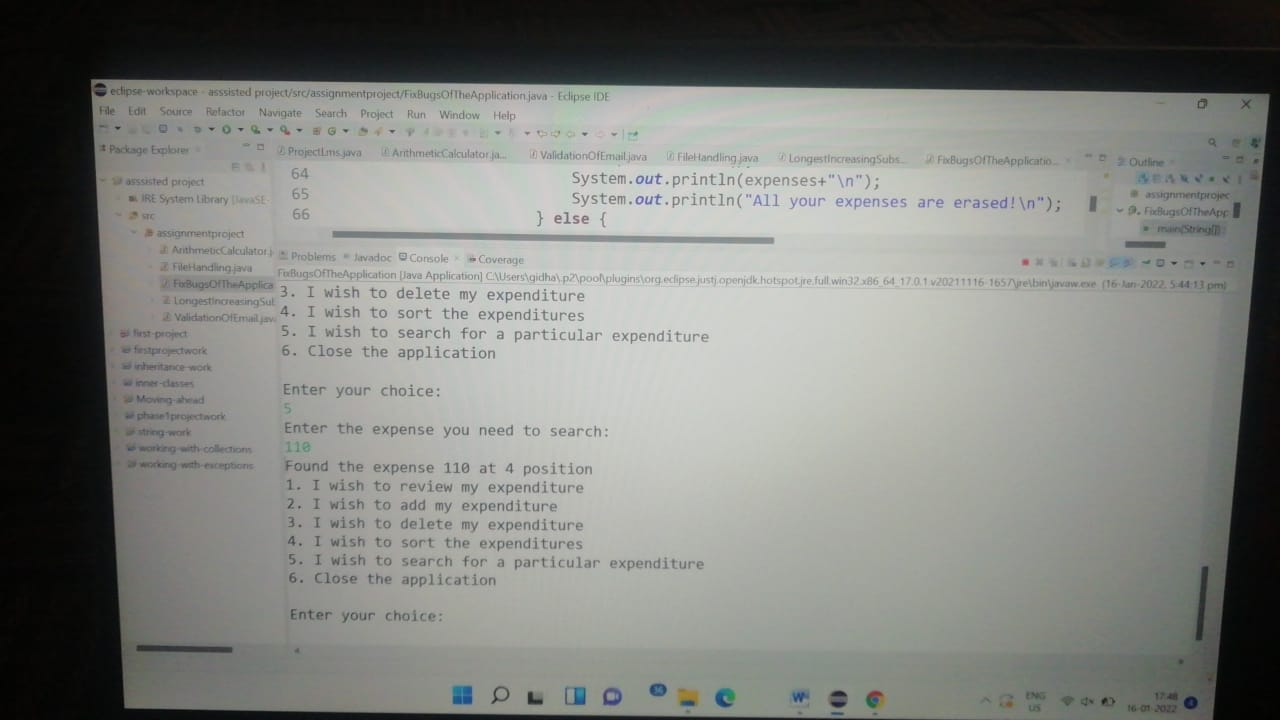 eclipse-workspace - asssisted project/src/assignmentproject/FixBugsOfTheApplication.java - Eclipse IDE
File Edit Source Refactor Navigate Search Project Run Window Help
Package Explorer
ProjectLms.java ArithmeticCalculator.ja... ValidationOfEmail.java FileHandling.java LongestIncreasingSubs... FixBugsOfTheApplicatio...
Outline
asssisted project
JRE System Library [JavaSE-
src
assignmentproject
ArithmeticCalculator.j
FileHandling.java
FixBugsOfTheApplica
LongestIncreasingSul
ValidationOfEmail.java
first-project
firstprojectwork
inheritance-work
inner-classes
Moving-ahead
phase1projectwork
string-work
working-with-collections
working-with-exceptions
64 System.out.println(expenses+"\n");
65 System.out.println("All your expenses are erased!\n");
66 } else {
assignmentprojec
FixBugsOfTheApp
main(String[])
Problems Javadoc Console Coverage
FixBugsOfTheApplication [Java Application] C:\Users\gidha\.p2\pool\plugins\org.eclipse.justj.openjdk.hotspot.jre.full.win32.x86_64_17.0.1.v20211116-1657\jre\bin\javaw.exe (16-Jan-2022, 5:44:13 pm)
3. I wish to delete my expenditure
4. I wish to sort the expenditures
5. I wish to search for a particular expenditure
6. Close the application
Enter your choice:
5
Enter the expense you need to search:
110
Found the expense 110 at 4 position
1. I wish to review my expenditure
2. I wish to add my expenditure
3. I wish to delete my expenditure
4. I wish to sort the expenditures
5. I wish to search for a particular expenditure
6. Close the application
Enter your choice:
ENG
US
17:48
16-01-2022